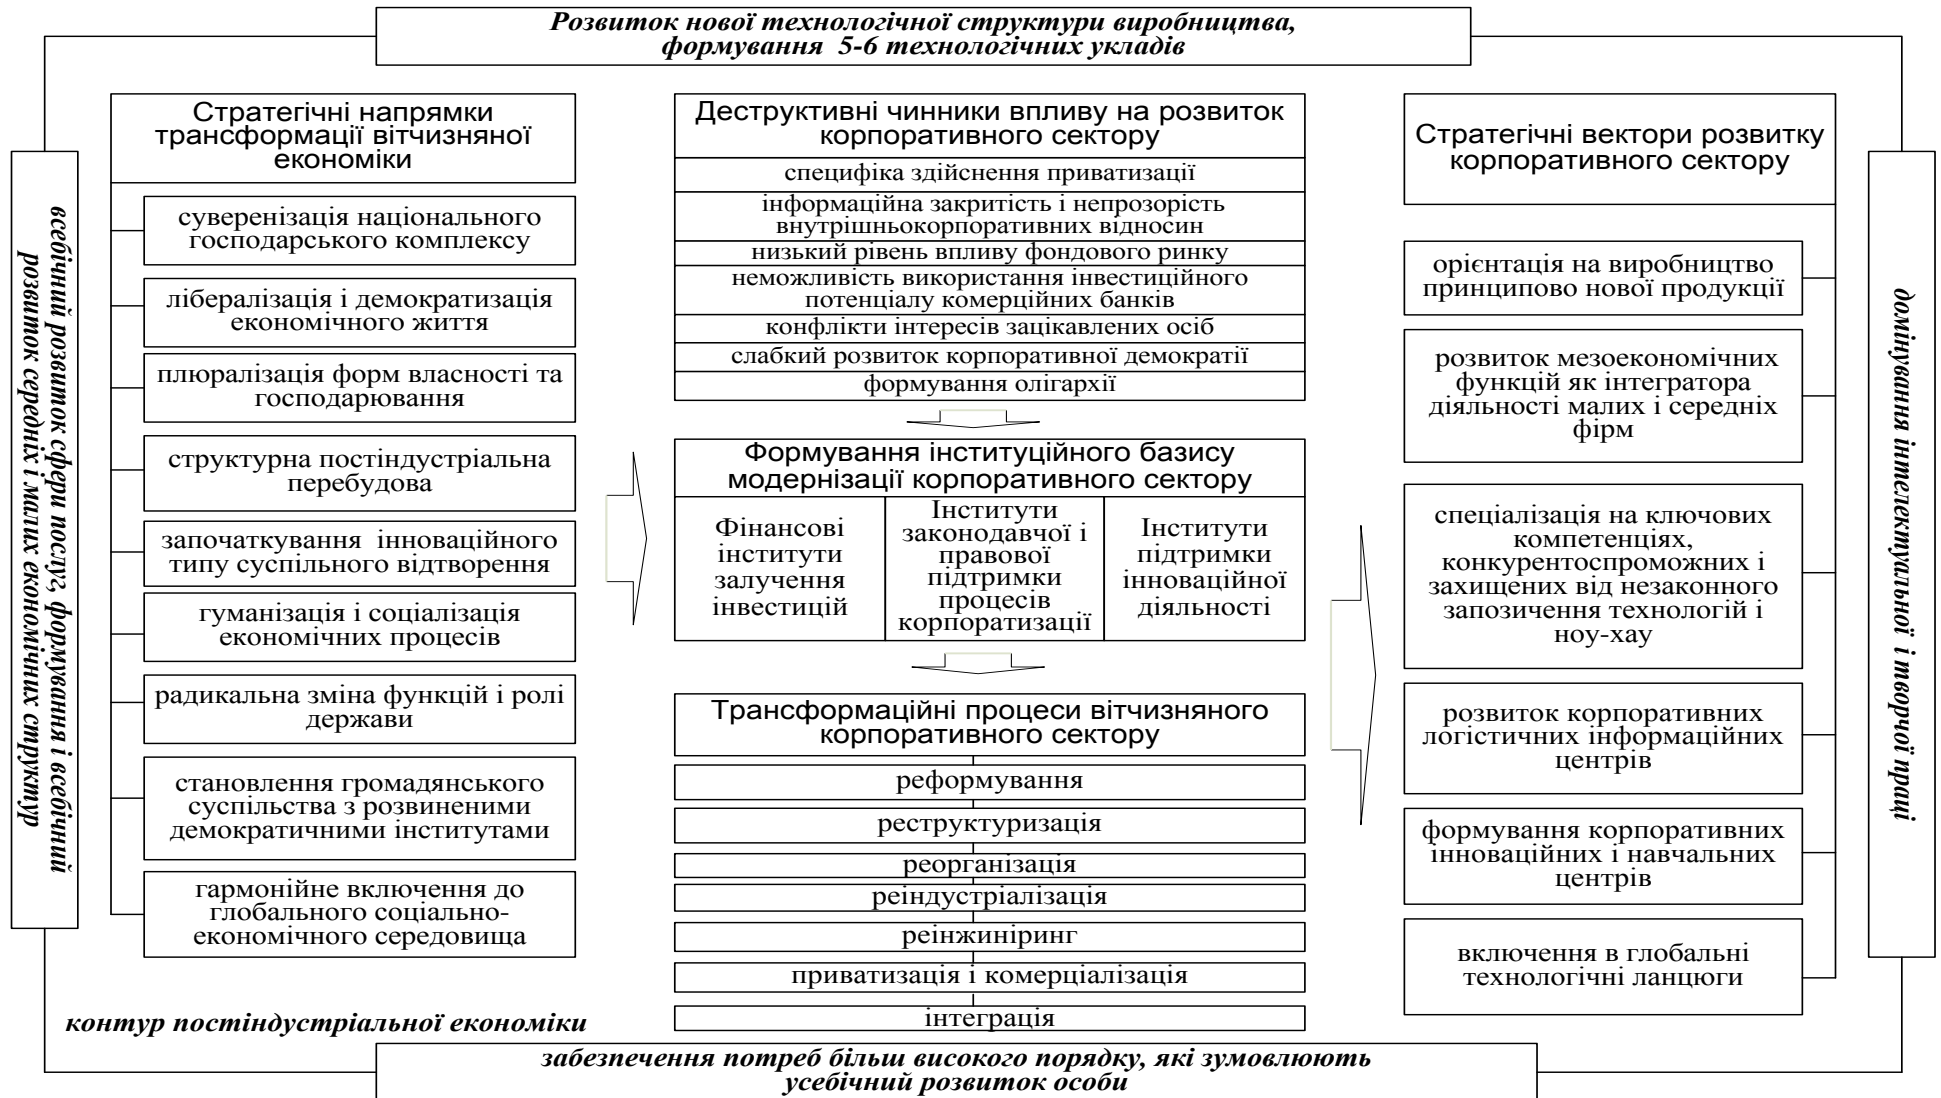 Розвиток нової технологічної структури виробництва,
формування 5-6 технологічних укладів
всебічний розвиток сфери послуг, формування і всебічний
розвиток середніх і малих економічних структур
Стратегічні напрямки
трансформації вітчизняної
економіки
суверенізація національного
господарського комплексу
лібералізація і демократизація
економічного життя
плюралізація форм власності та
господарювання
структурна постіндустріальна
перебудова
започаткування інноваційного
типу суспільного відтворення
гуманізація і соціалізація
економічних процесів
радикальна зміна функцій і ролі
держави
становлення громадянського
суспільства з розвиненими
демократичними інститутами
гармонійне включення до
глобального соціально-
економічного середовища
Деструктивні чинники впливу на розвиток
корпоративного сектору
специфіка здійснення приватизації
інформаційна закритість і непрозорість
внутрішньокорпоративних відносин
низький рівень впливу фондового ринку
неможливість використання інвестиційного
потенціалу комерційних банків
конфлікти інтересів зацікавлених осіб
слабкий розвиток корпоративної демократії
формування олігархії
Формування інституційного базису
модернізації корпоративного сектору
Фінансові
інститути
залучення
інвестицій
Інститути
законодавчої і
правової
підтримки
процесів
корпоратизації
Інститути
підтримки
інноваційної
діяльності
Трансформаційні процеси вітчизняного
корпоративного сектору
реформування
реструктуризація
реорганізація
реіндустріалізація
реінжиніринг
приватизація і комерціалізація
інтеграція
Стратегічні вектори розвитку
корпоративного сектору
орієнтація на виробництво
принципово нової продукції
розвиток мезоекономічних
функцій як інтегратора
діяльності малих і середніх
фірм
спеціалізація на ключових
компетенціях,
конкурентоспроможних і
захищених від незаконного
запозичення технологій і
ноу-хау
розвиток корпоративних
логістичних інформаційних
центрів
формування корпоративних
інноваційних і навчальних
центрів
включення в глобальні
технологічні ланцюги
домінування інтелектуальної і творчої праці
контур постіндустріальної економіки
забезпечення потреб більш високого порядку, які зумовлюють
усебічний розвиток особи